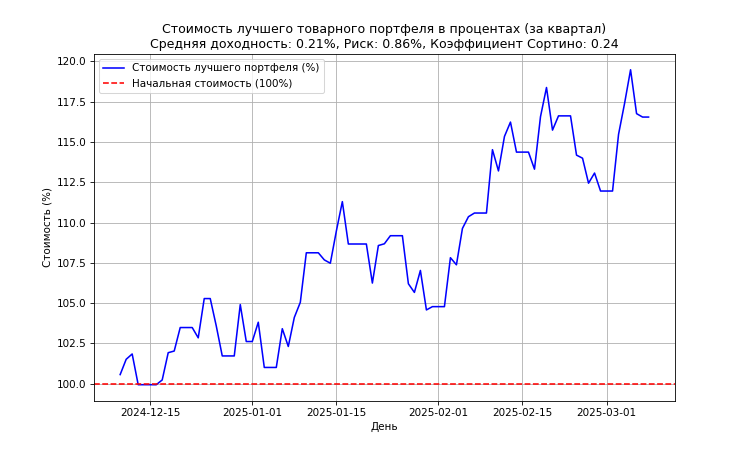 Стоимость лучшего товарного портфеля в процентах (за квартал)
Средняя доходность: 0.21%, Риск: 0.86%, Коэффициент Сортино: 0.24
Стоимость лучшего портфеля (%)
Начальная стоимость (100%)
Стоимость (%)
120.0
117.5
115.0
112.5
110.0
107.5
105.0
102.5
100.0
2024-12-15
2025-01-01
2025-01-15
2025-02-01
2025-02-15
2025-03-01
День